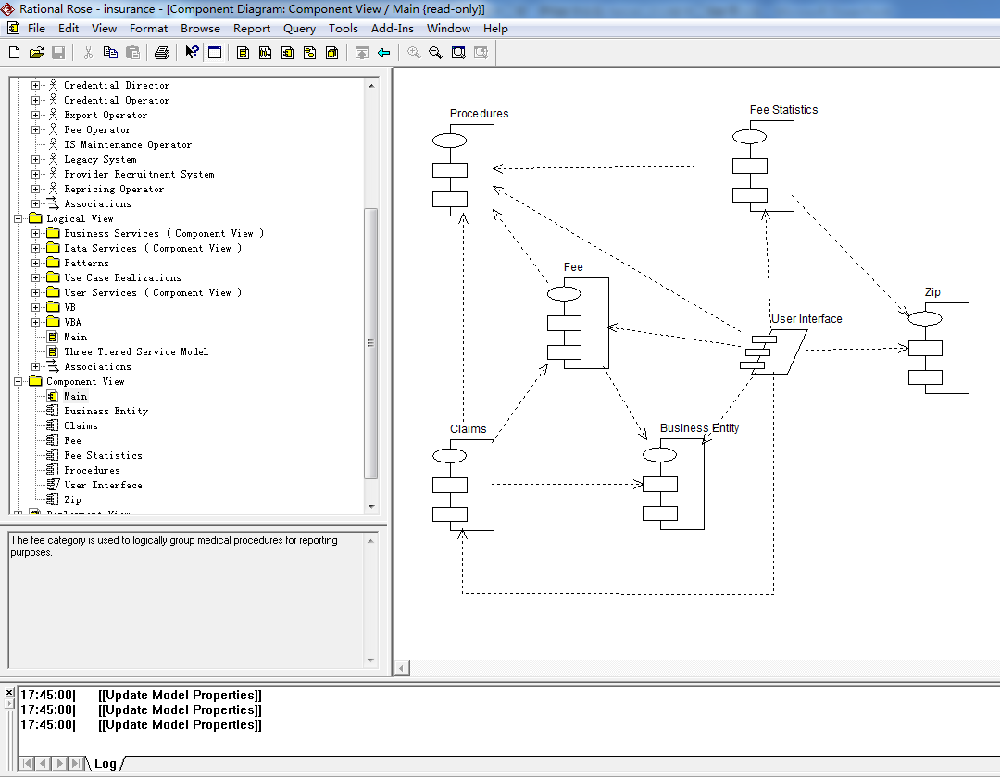 Rational Rose - insurance - [Component Diagram: Component View / Main {read-only}]
File Edit View Format Browse Report Query Tools Add-Ins Window Help
Credential Director
Credential Operator
Export Operator
Fee Operator
IS Maintenance Operator
Legacy System
Provider Recruitment System
Repricing Operator
Associations
Logical View
Business Services ( Component View )
Data Services ( Component View )
Patterns
Use Case Realizations
User Services ( Component View )
VB
VBA
Main
Three-Tiered Service Model
Associations
Component View
Main
Business Entity
Claims
Fee
Fee Statistics
Procedures
User Interface
Zip
Deployment View
The fee category is used to logically group medical procedures for reporting
purposes.
Procedures
Fee Statistics
Fee
Zip
User Interface
Claims
Business Entity
17:45:00| [[Update Model Properties]]
17:45:00| [[Update Model Properties]]
17:45:00| [[Update Model Properties]]
Log